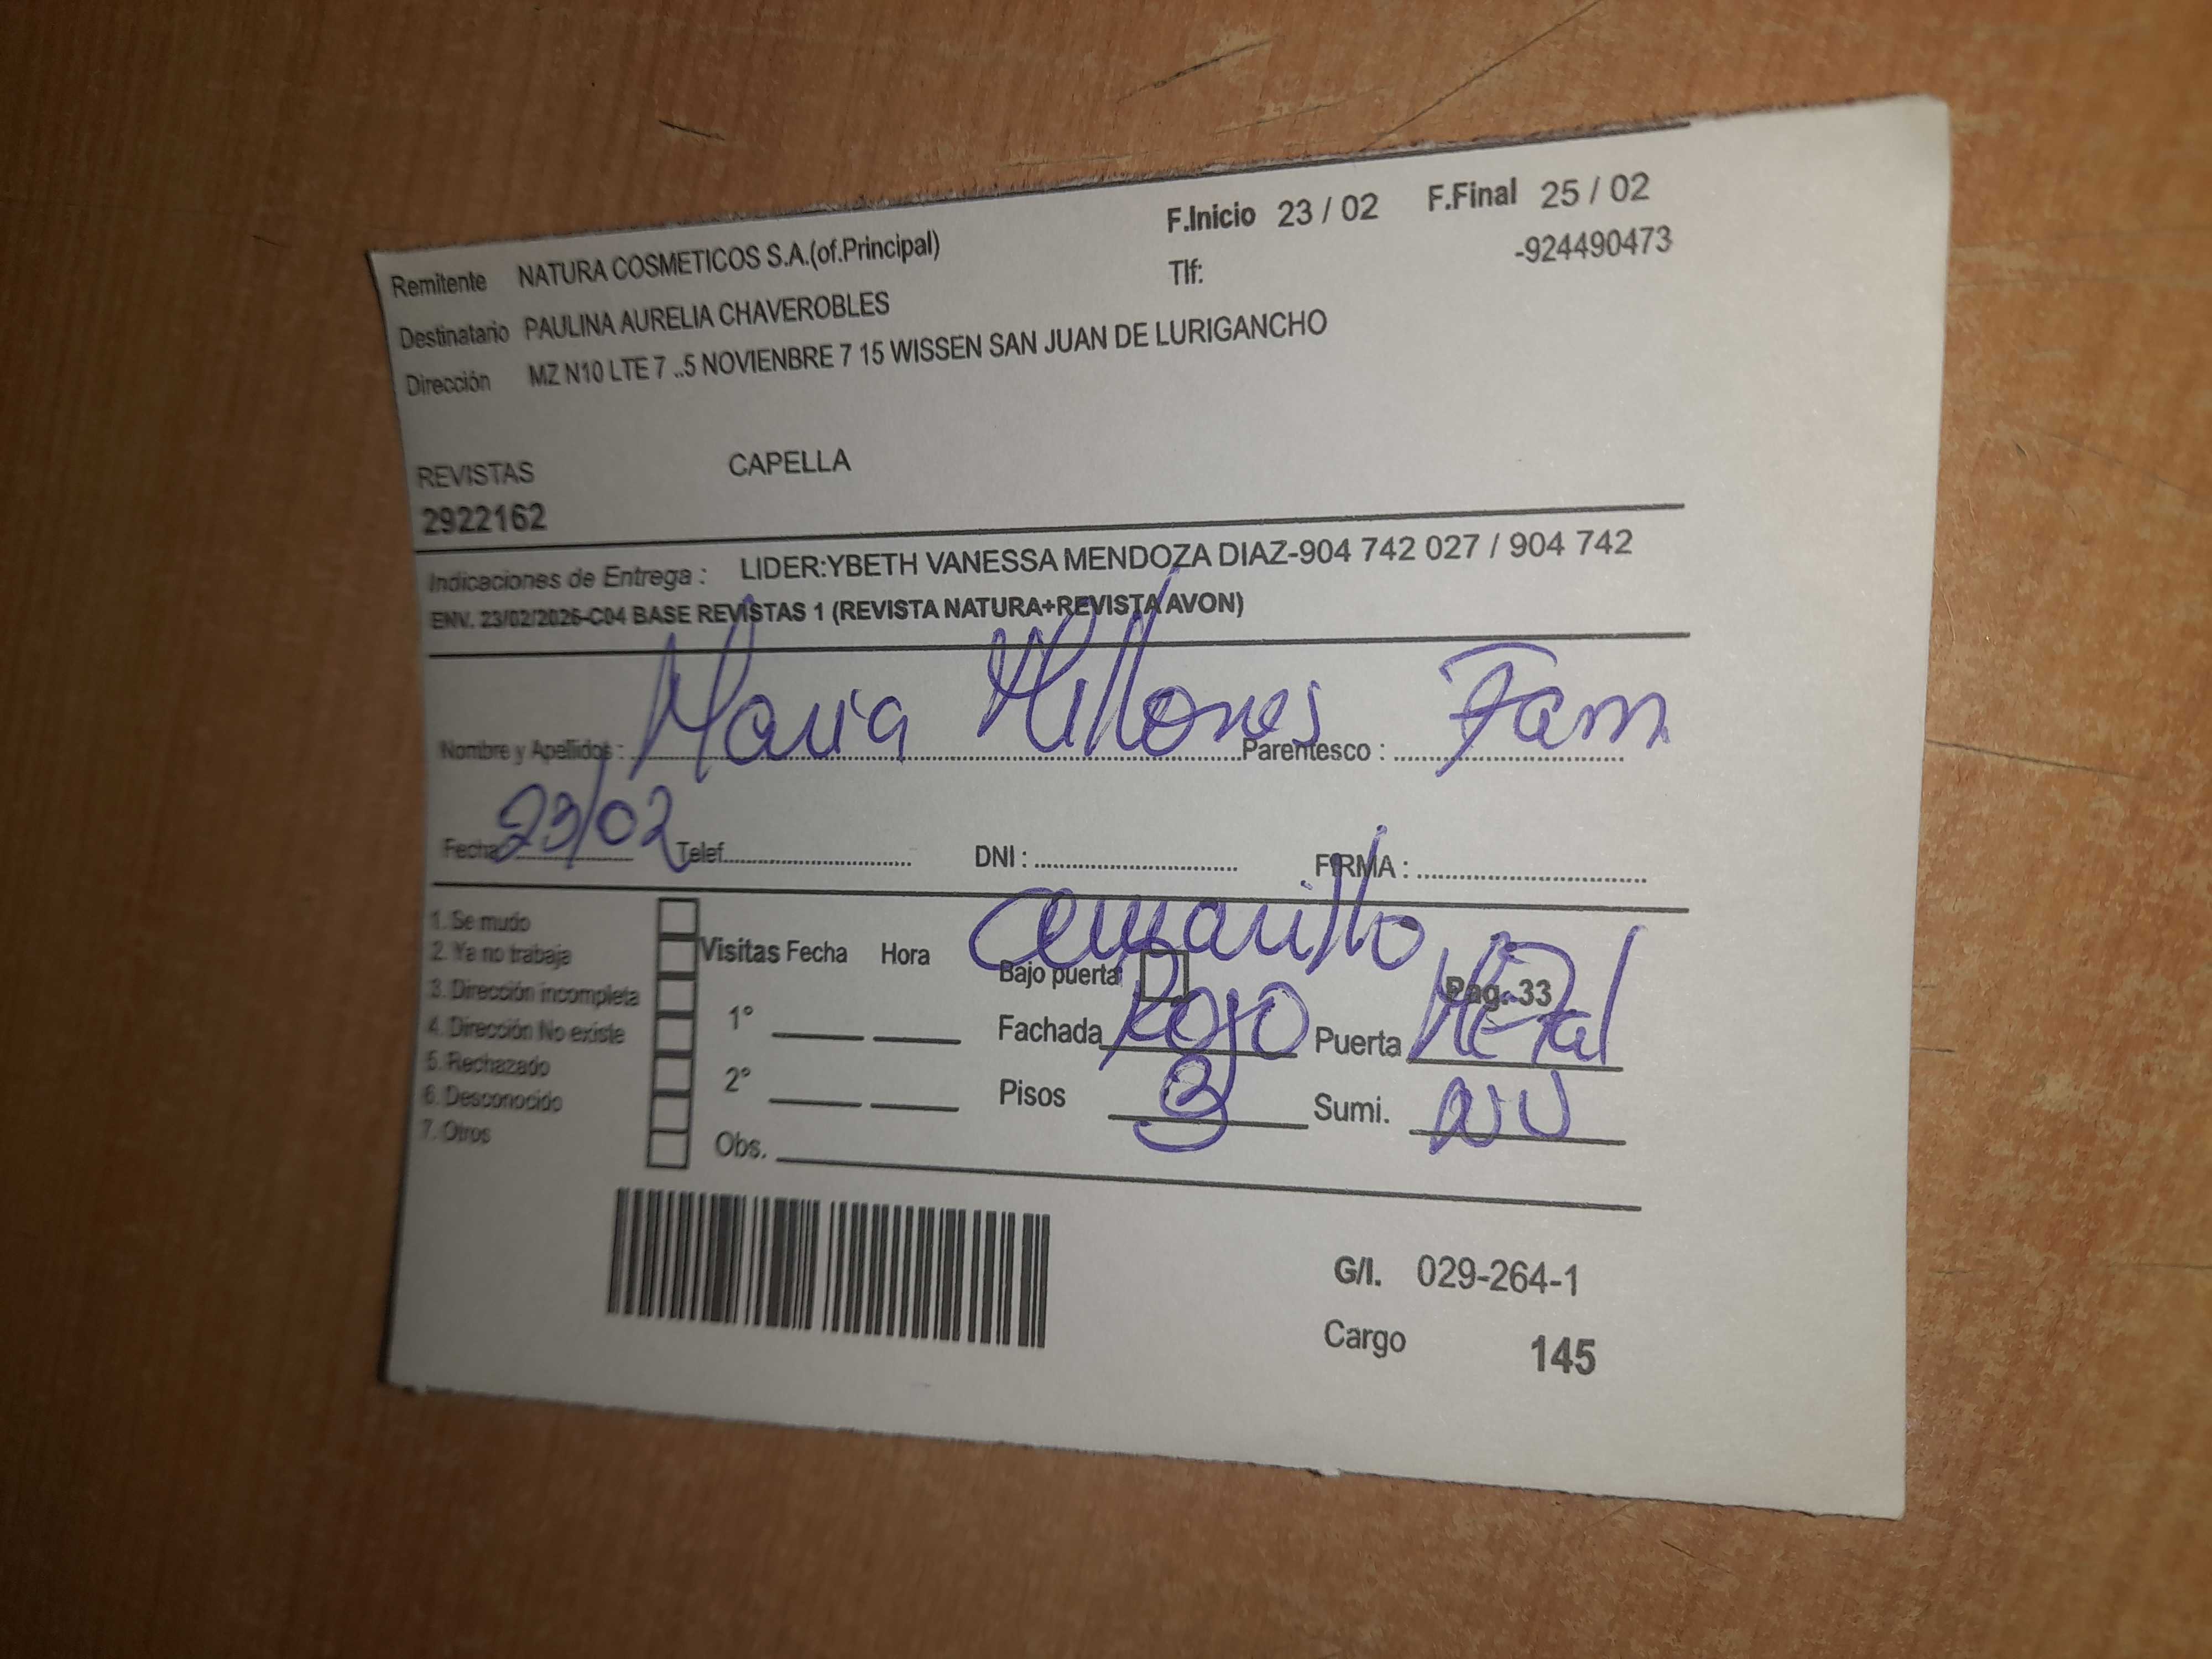 F.Inicio 23 / 02 F.Final 25 / 02
Remitente NATURA COSMETICOS S.A.(of.Principal) Tlf: -924490473
Destinatario PAULINA AURELIA CHAVEROBLES
Dirección MZ N10 LTE 7 ..5 NOVIENBRE 7 15 WISSEN SAN JUAN DE LURIGANCHO
REVISTAS CAPELLA
2922162
Indicaciones de Entrega : LIDER:YBETH VANESSA MENDOZA DIAZ-904 742 027 / 904 742
ENV. 23/02/2026-C04 BASE REVISTAS 1 (REVISTA NATURA+REVISTA AVON)
Nombre y Apellidos : Maria Millones Parentesco : Fam
Fecha 23/02 Telef. DNI : FIRMA :
1. Se mudo
2. Ya no trabaja
3. Dirección incompleta
4. Dirección No existe
5. Rechazado
6. Desconocido
7. Otros
Visitas Fecha Hora
1°
2°
Obs.
amarillo
Bajo puerta Pag.-33
Fachada Rojo Puerta Metal
Pisos 3 Sumi.
G/I. 029-264-1
Cargo 145